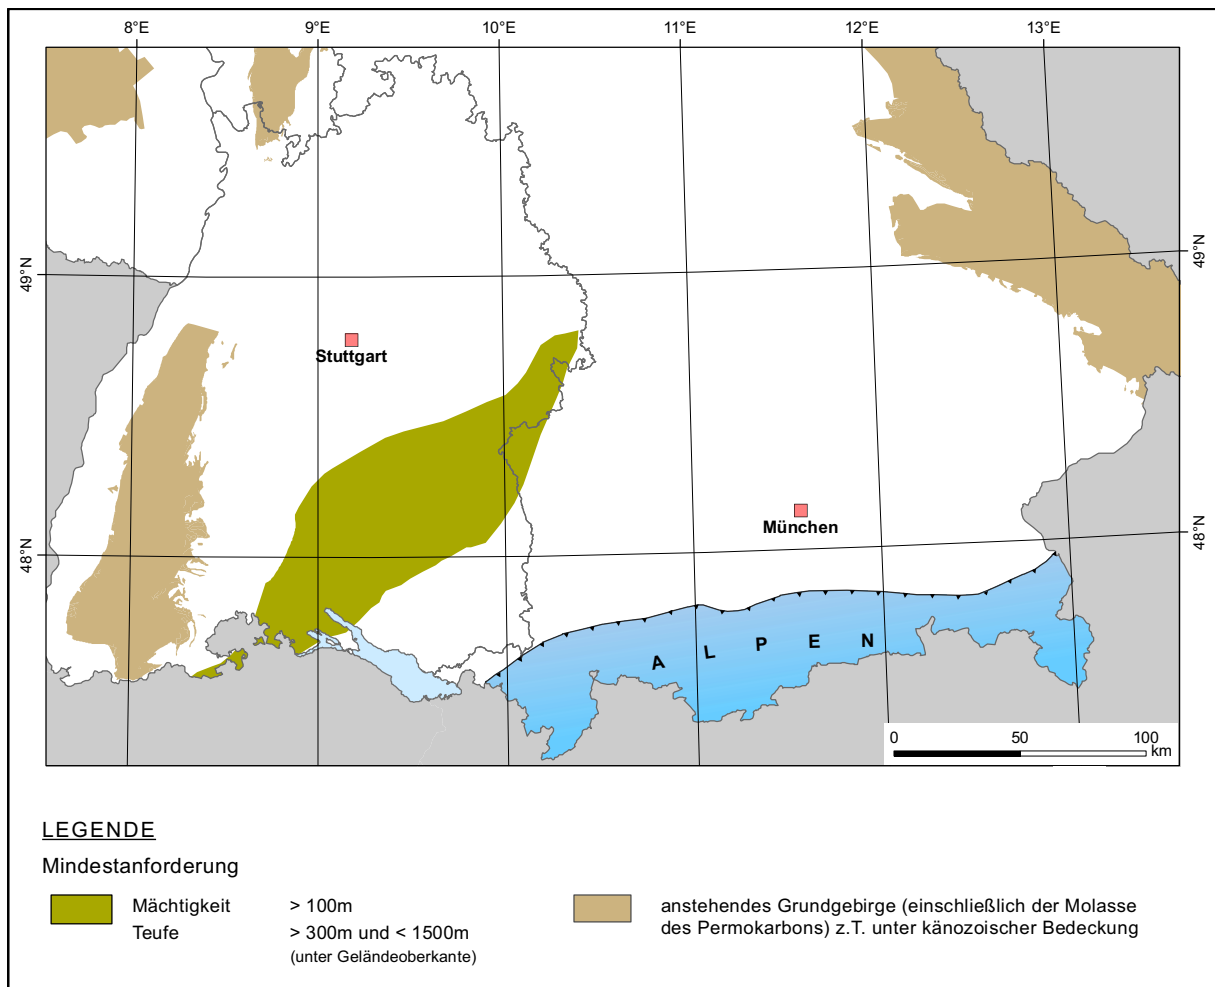 8°E 9°E 10°E 11°E 12°E 13°E
49°N 49°N
Stuttgart
München
48°N 48°N
A L P E N
0 50 100
km
LEGENDE
Mindestanforderung
Mächtigkeit > 100m
Teufe > 300m und < 1500m
(unter Geländeoberkante)
anstehendes Grundgebirge (einschließlich der Molasse
des Permokarbons) z.T. unter känozoischer Bedeckung